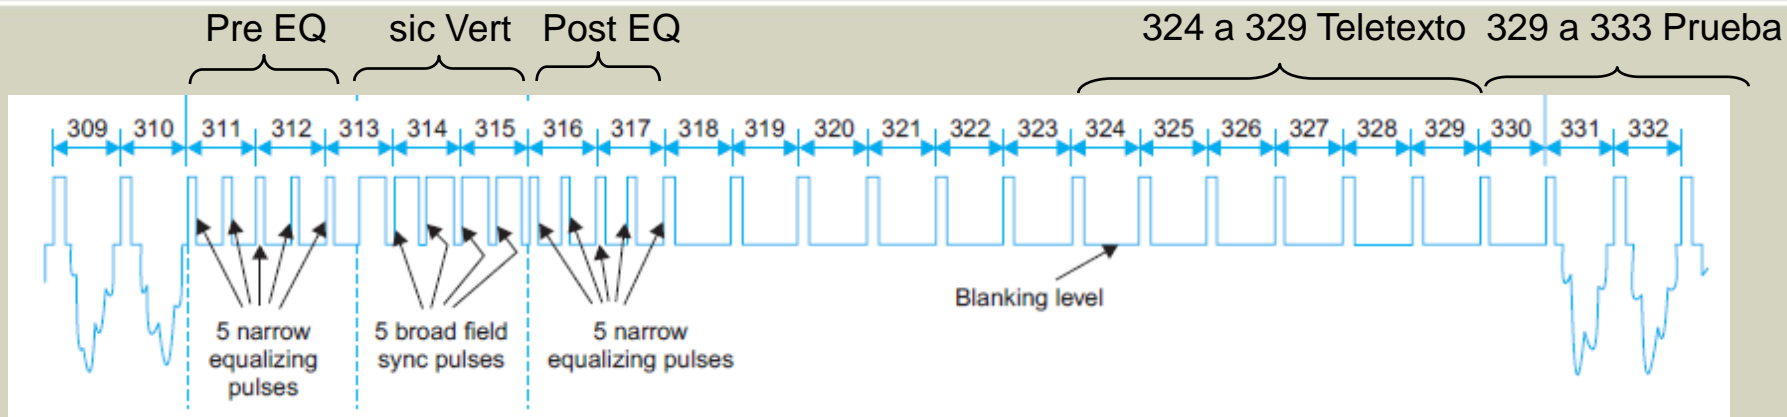 Pre EQ sic Vert Post EQ 324 a 329 Teletexto 329 a 333 Prueba
309 310 311 312 313 314 315 316 317 318 319 320 321 322 323 324 325 326 327 328 329 330 331 332
Blanking level
5 narrow equalizing pulses
5 broad field sync pulses
5 narrow equalizing pulses